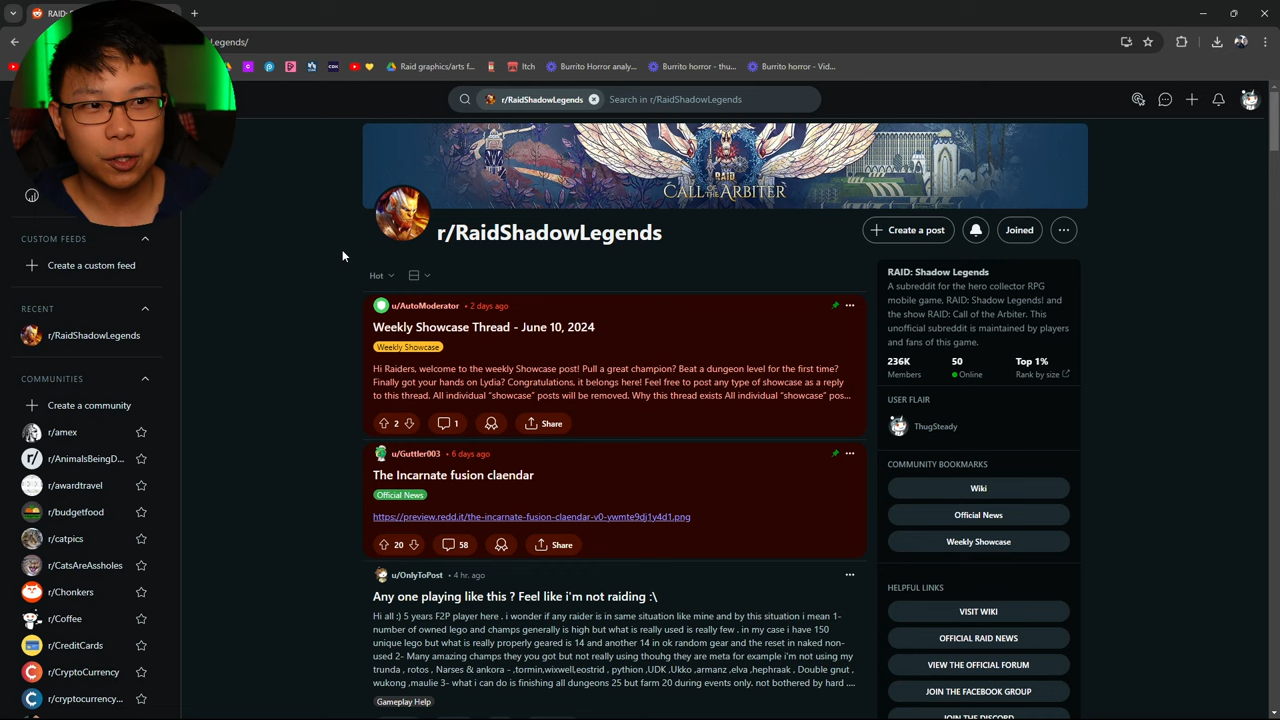 RAID: S
Legends/
Raid graphics/arts f...
Itch
Burrito Horror analy...
Burrito horror - thu...
Burrito horror - Vid...
r/RaidShadowLegends
Search in r/RaidShadowLegends
RAID
CALL OF THE ARBITER
r/RaidShadowLegends
Create a post
Joined
CUSTOM FEEDS
Create a custom feed
RECENT
r/RaidShadowLegends
COMMUNITIES
Create a community
r/amex
r/AnimalsBeingD...
r/awardtravel
r/budgetfood
r/catpics
r/CatsAreAssholes
r/Chonkers
r/Coffee
r/CreditCards
r/CryptoCurrency
r/cryptocurrency...
Hot
u/AutoModerator • 2 days ago
Weekly Showcase Thread - June 10, 2024
Weekly Showcase
Hi Raiders, welcome to the weekly Showcase post! Pull a great champion? Beat a dungeon level for the first time?
Finally got your hands on Lydia? Congratulations, it belongs here! Feel free to post any type of showcase as a reply
to this thread. All individual "showcase" posts will be removed. Why this thread exists All individual "showcase" pos...
2
1
Share
u/Guttler003 • 6 days ago
The Incarnate fusion claendar
Official News
https://preview.redd.it/the-incarnate-fusion-claendar-v0-ywmte9dj1y4d1.png
20
58
Share
u/OnlyToPost • 4 hr. ago
Any one playing like this ? Feel like i'm not raiding :\
Hi all :) 5 years F2P player here . i wonder if any raider is in same situation like mine and by this situation i mean 1-
number of owned lego and champs generally is high but what is really used is really few . in my case i have 150
unique lego but what is really properly geared is 14 and another 14 in ok random gear and the reset in naked non-
used 2- Many amazing champs they you got but not really using thouhg they are meta for example i'm not using my
trunda , rotos , Narses & ankora - .tormin,wixwell,eostrid , pythion ,UDK ,Ukko ,armanz ,elva ,hephraak , Double gnut ,
wukong ,maulie 3- what i can do is finishing all dungeons 25 but farm 20 during events only. not bothered by hard ....
Gameplay Help
RAID: Shadow Legends
A subreddit for the hero collector RPG
mobile game, RAID: Shadow Legends! and
the show RAID: Call of the Arbiter. This
unofficial subreddit is maintained by players
and fans of this game.
236K
50
Top 1%
Members
Online
Rank by size
USER FLAIR
ThugSteady
COMMUNITY BOOKMARKS
Wiki
Official News
Weekly Showcase
HELPFUL LINKS
VISIT WIKI
OFFICIAL RAID NEWS
VIEW THE OFFICIAL FORUM
JOIN THE FACEBOOK GROUP
JOIN THE DISCORD